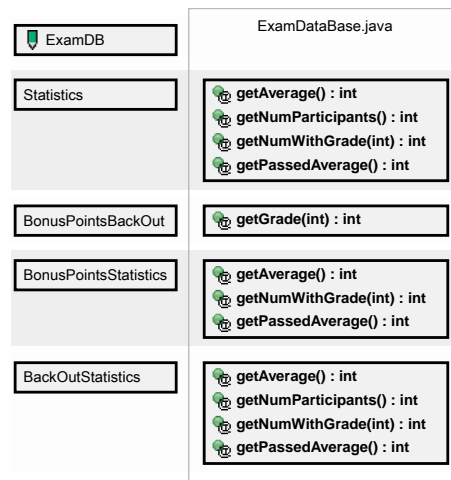 ExamDB
ExamDataBase.java
Statistics
getAverage() : int
getNumParticipants() : int
getNumWithGrade(int) : int
getPassedAverage() : int
BonusPointsBackOut
getGrade(int) : int
BonusPointsStatistics
getAverage() : int
getNumWithGrade(int) : int
getPassedAverage() : int
BackOutStatistics
getAverage() : int
getNumParticipants() : int
getNumWithGrade(int) : int
getPassedAverage() : int